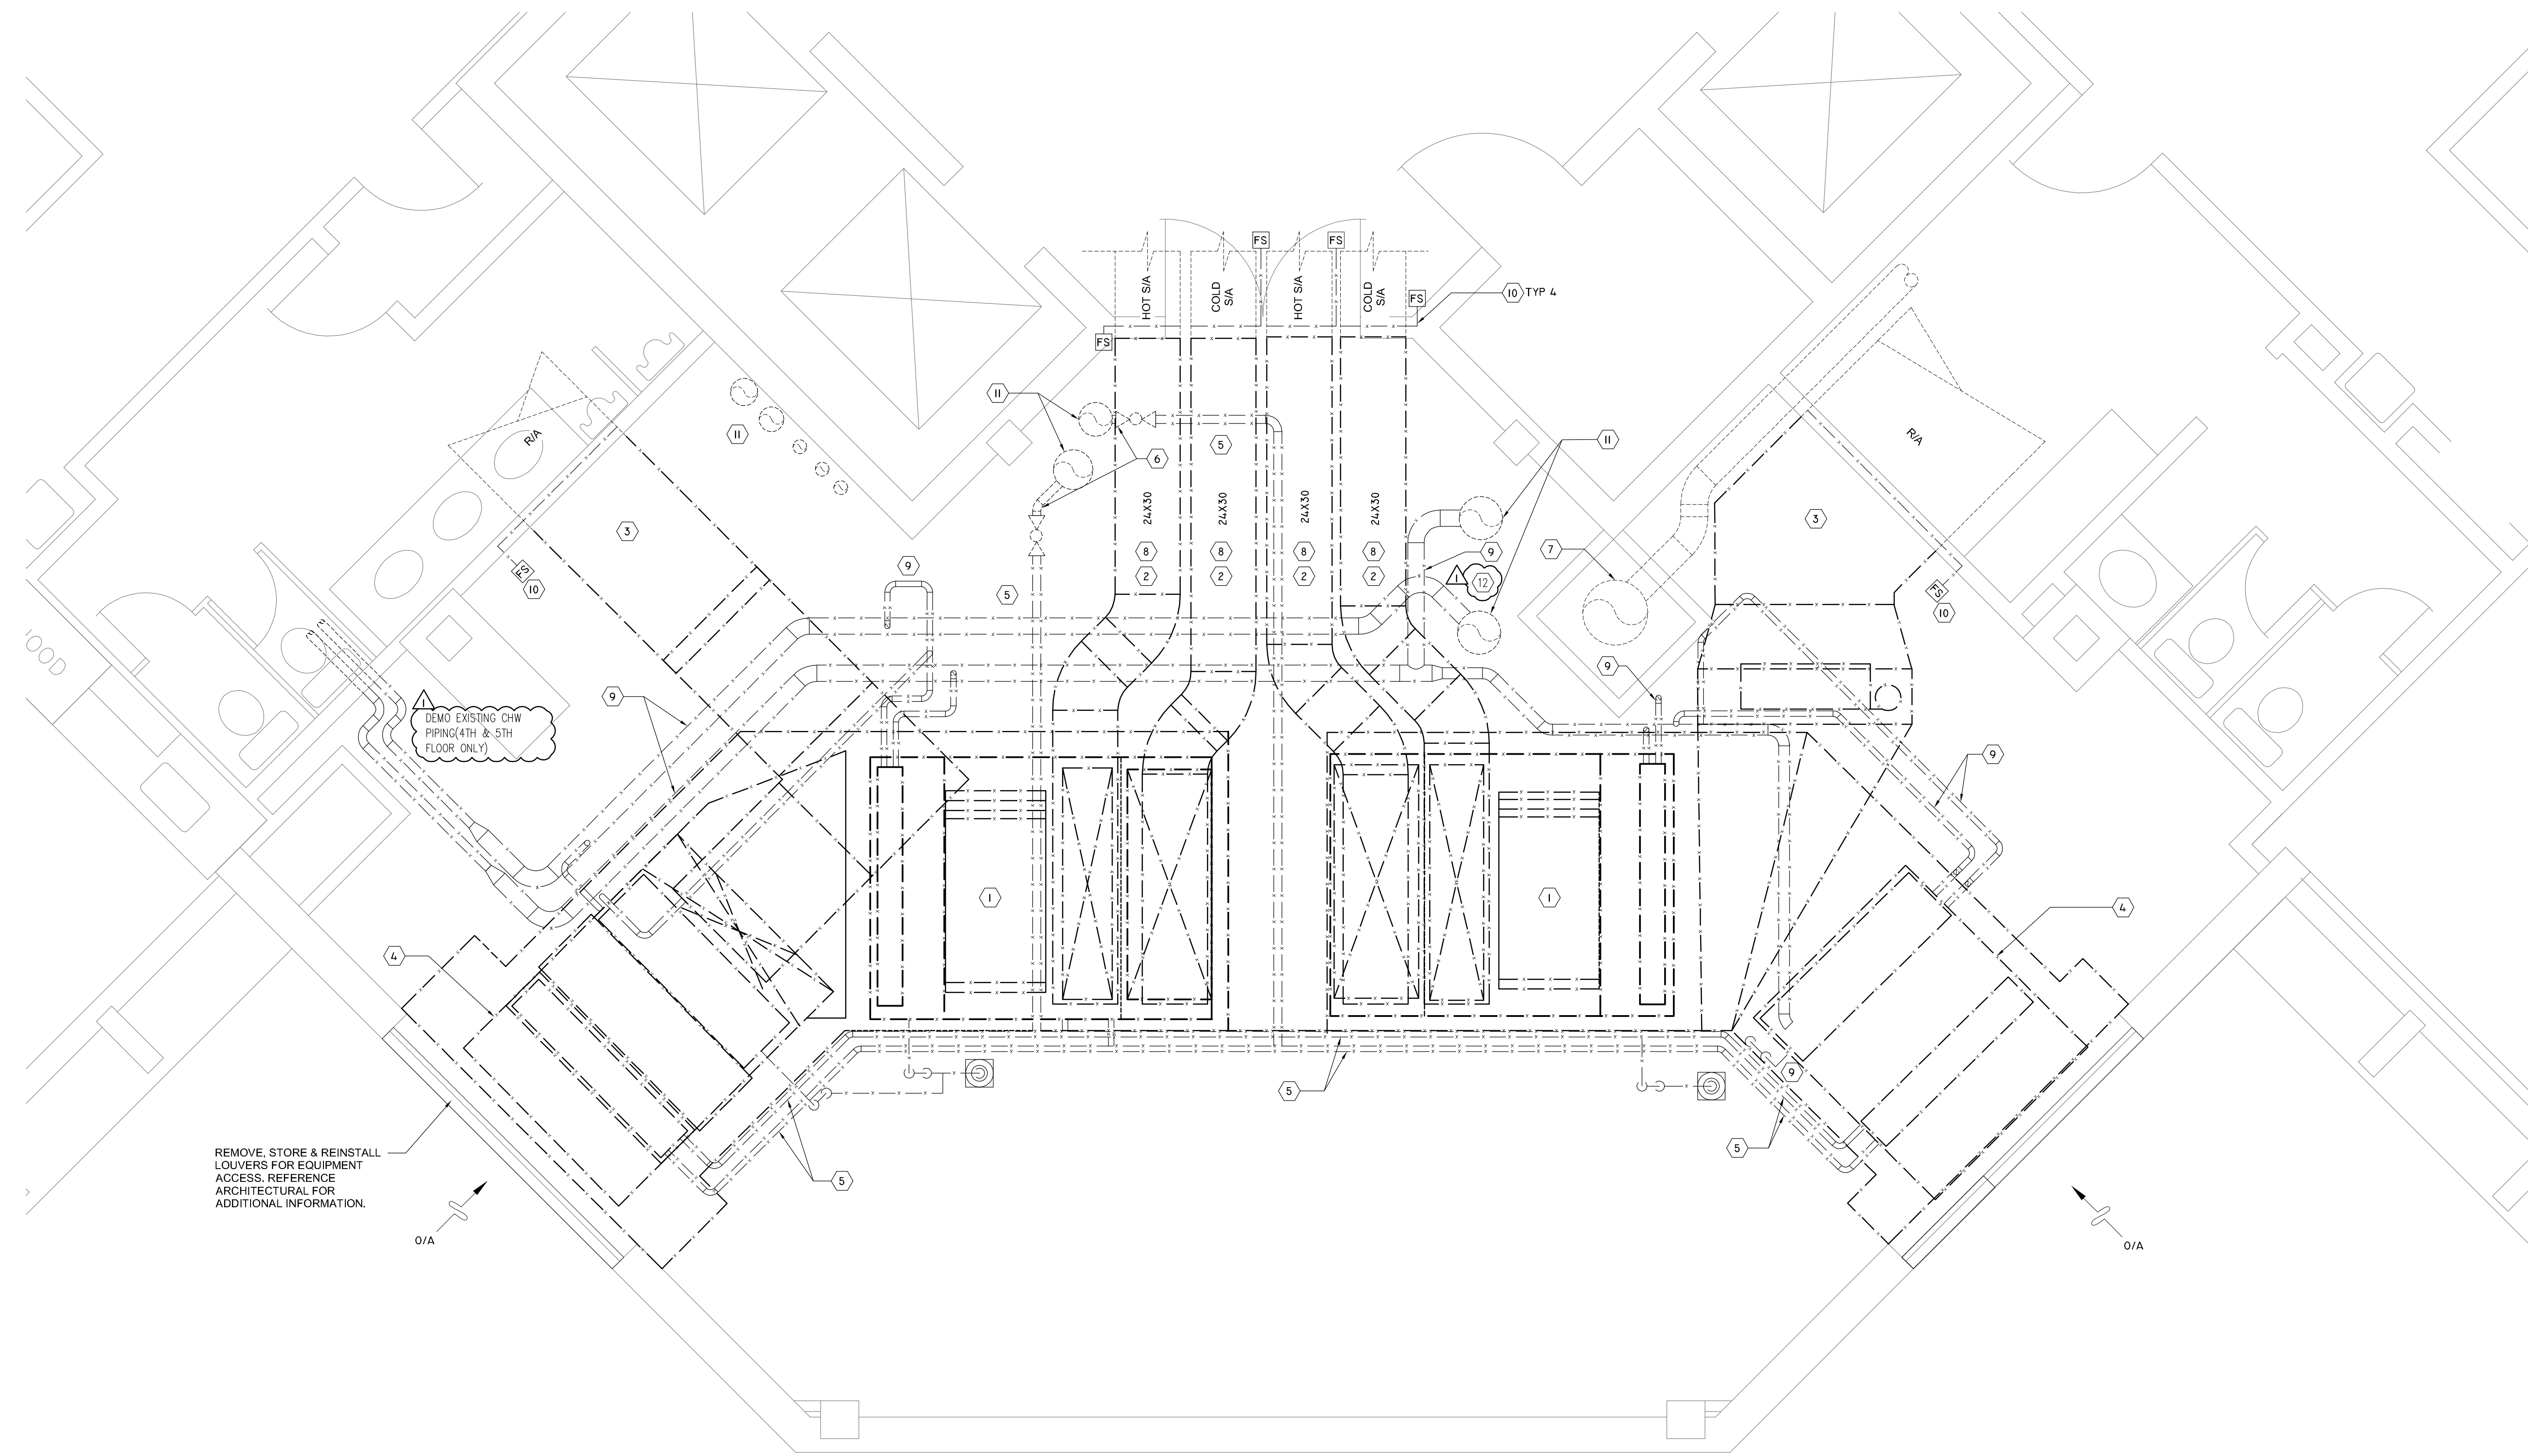 FS
FS
HOT S/A
COLD
S/A
HOT S/A
COLD
S/A
FS
10
TYP 4
FS
11
R/A
11
R/A
5
11
6
3
24X30
24X30
24X30
24X30
3
8
8
8
8
9
7
FS
10
9
2
2
2
2
1
12
FS
10
5
9
9
1
DEMO EXISTING CHW
PIPING(4TH & 5TH
FLOOR ONLY)
9
1
1
4
4
9
5
5
REMOVE, STORE & REINSTALL
LOUVERS FOR EQUIPMENT
ACCESS. REFERENCE
ARCHITECTURAL FOR
ADDITIONAL INFORMATION.
5
O/A
O/A